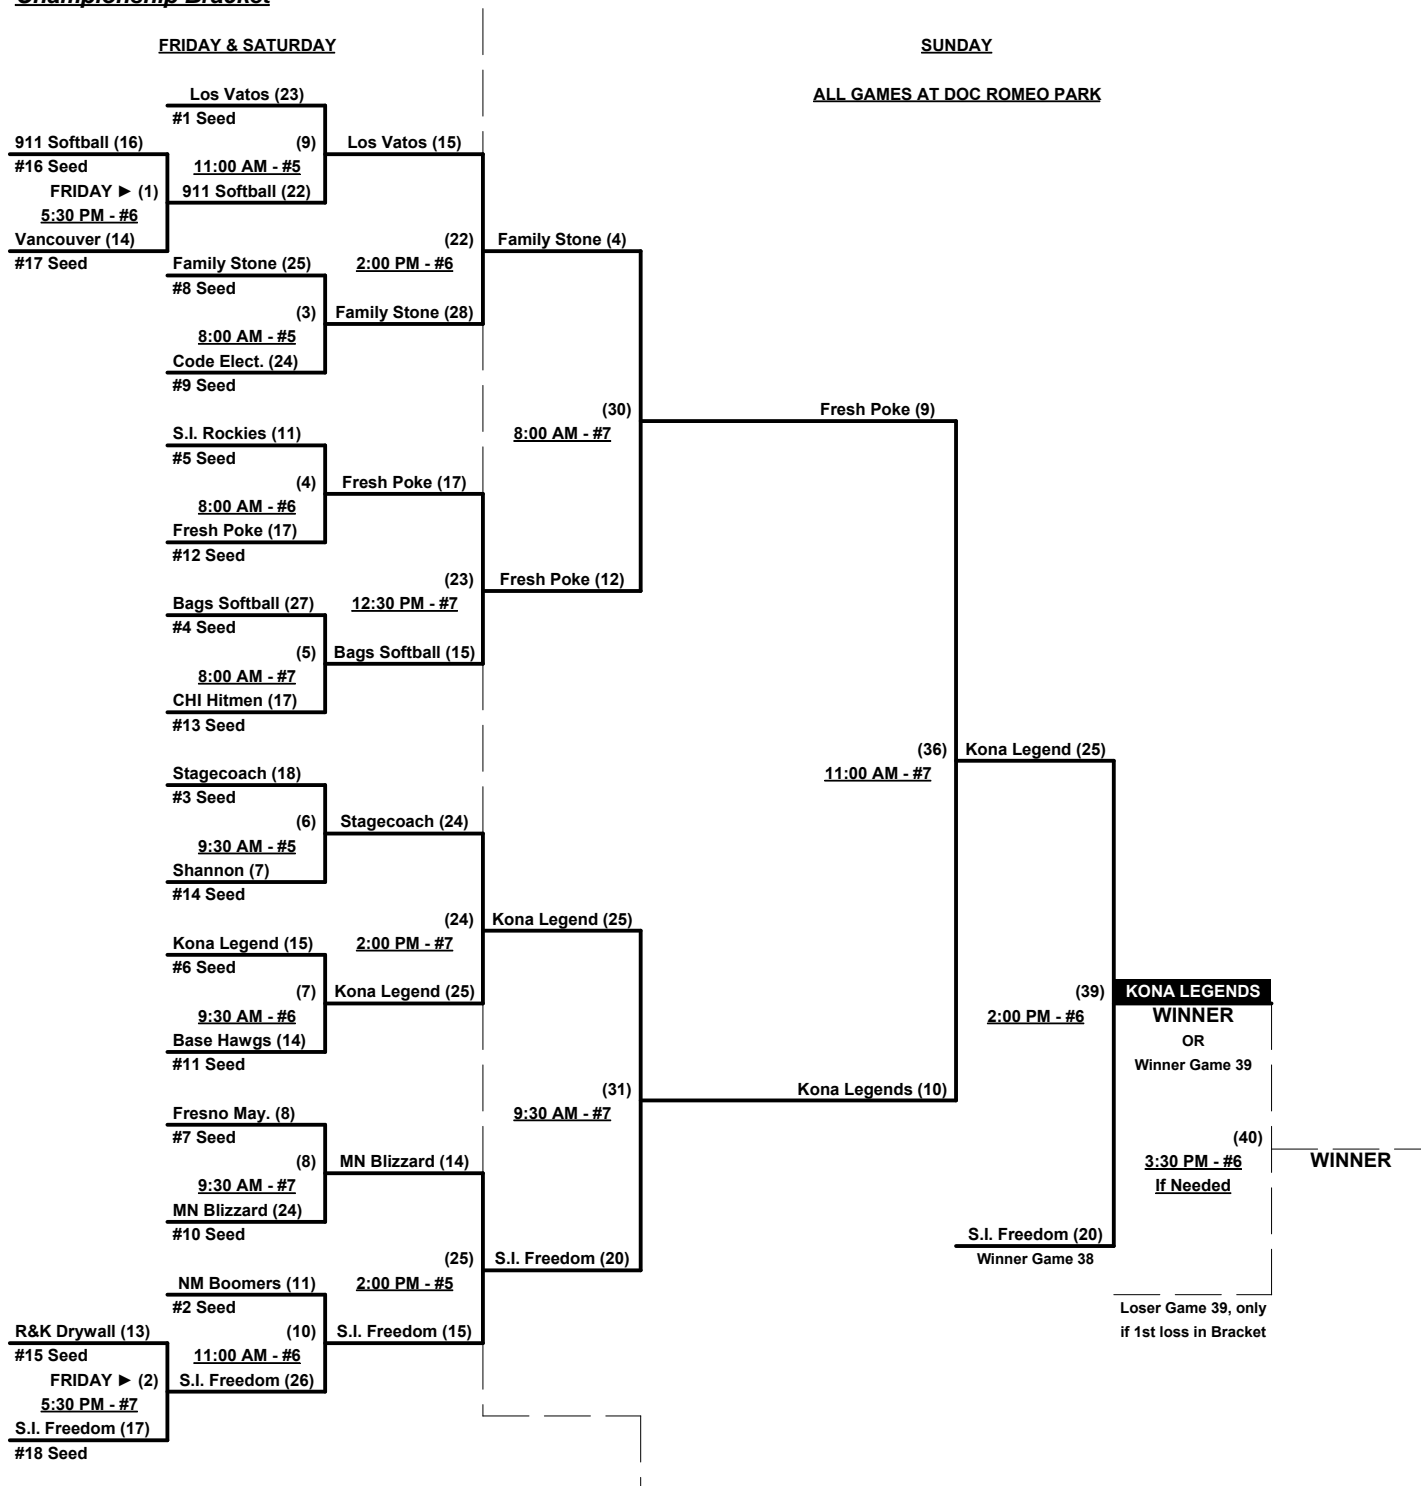 Championship Bracket
FRIDAY & SATURDAY
SUNDAY
ALL GAMES AT DOC ROMEO PARK
Los Vatos (23)
#1 Seed
911 Softball (16)
(9)
Los Vatos (15)
#16 Seed
11:00 AM - #5
FRIDAY ► (1)
911 Softball (22)
5:30 PM - #6
Vancouver (14)
(22)
Family Stone (4)
#17 Seed
Family Stone (25)
2:00 PM - #6
#8 Seed
(3)
Family Stone (28)
8:00 AM - #5
Code Elect. (24)
#9 Seed
(30)
Fresh Poke (9)
S.I. Rockies (11)
8:00 AM - #7
#5 Seed
(4)
Fresh Poke (17)
8:00 AM - #6
Fresh Poke (17)
#12 Seed
(23)
Fresh Poke (12)
Bags Softball (27)
12:30 PM - #7
#4 Seed
(5)
Bags Softball (15)
8:00 AM - #7
CHI Hitmen (17)
#13 Seed
(36)
Kona Legend (25)
Stagecoach (18)
11:00 AM - #7
#3 Seed
(6)
Stagecoach (24)
9:30 AM - #5
Shannon (7)
#14 Seed
(24)
Kona Legend (25)
Kona Legend (15)
2:00 PM - #7
#6 Seed
(7)
Kona Legend (25)
(39)
KONA LEGENDS
9:30 AM - #6
2:00 PM - #6
WINNER
Base Hawgs (14)
OR
#11 Seed
Winner Game 39
(31)
Kona Legends (10)
Fresno May. (8)
9:30 AM - #7
#7 Seed
(40)
(8)
MN Blizzard (14)
3:30 PM - #6
WINNER
9:30 AM - #7
If Needed
MN Blizzard (24)
#10 Seed
S.I. Freedom (20)
(25)
S.I. Freedom (20)
Winner Game 38
NM Boomers (11)
2:00 PM - #5
#2 Seed
Loser Game 39, only
R&K Drywall (13)
(10)
S.I. Freedom (15)
if 1st loss in Bracket
#15 Seed
11:00 AM - #6
FRIDAY ► (2)
S.I. Freedom (26)
5:30 PM - #7
S.I. Freedom (17)
#18 Seed